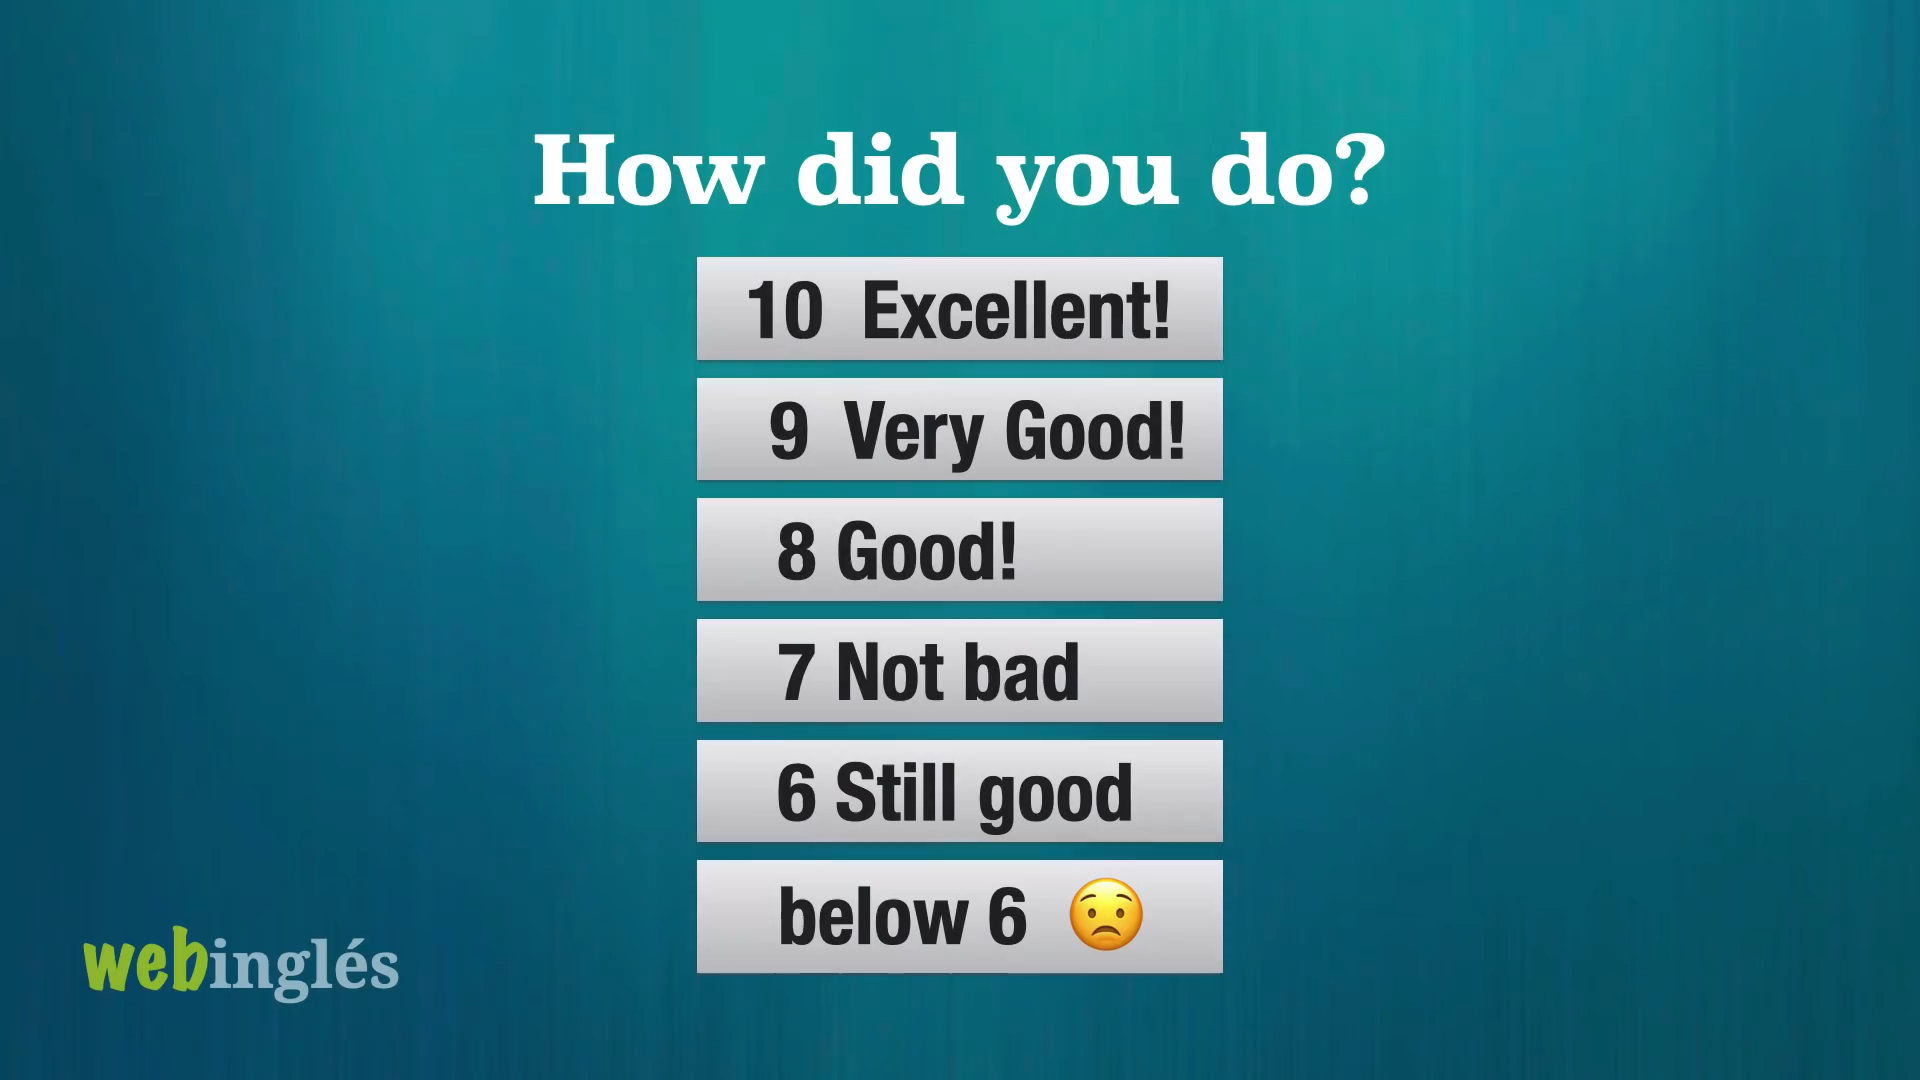 How did you do?
10 Excellent!
9 Very Good!
8 Good!
7 Not bad
6 Still good
below 6 😟
webinglés